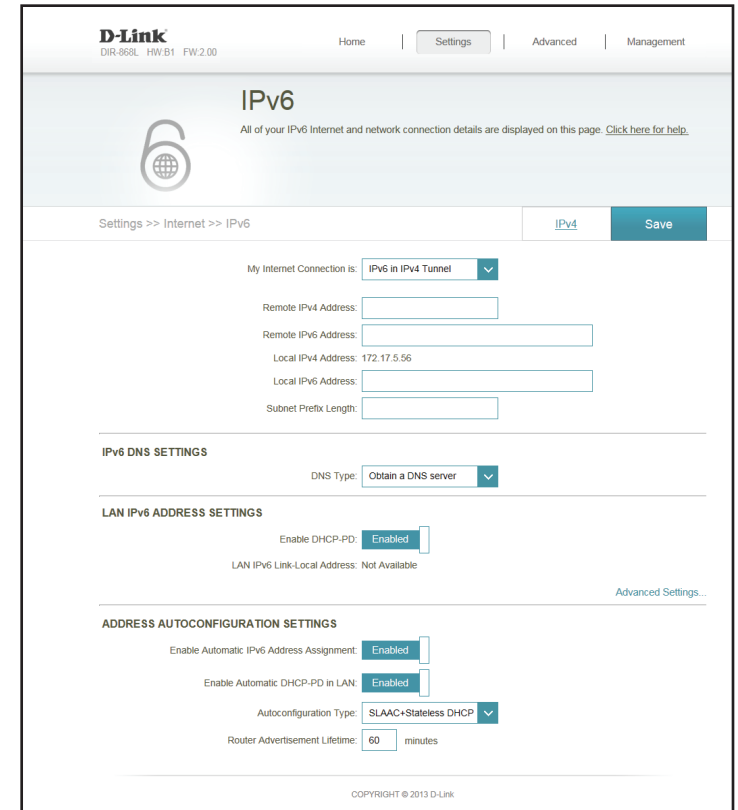 D-Link
DIR-868L HW:B1 FW:2.00
Home | Settings | Advanced | Management
IPv6
All of your IPv6 Internet and network connection details are displayed on this page. Click here for help.
Settings >> Internet >> IPv6 IPv4 Save
My Internet Connection is: IPv6 in IPv4 Tunnel
Remote IPv4 Address:
Remote IPv6 Address:
Local IPv4 Address: 172.17.5.56
Local IPv6 Address:
Subnet Prefix Length:
IPv6 DNS SETTINGS
DNS Type: Obtain a DNS server
LAN IPv6 ADDRESS SETTINGS
Enable DHCP-PD: Enabled
LAN IPv6 Link-Local Address: Not Available
Advanced Settings...
ADDRESS AUTOCONFIGURATION SETTINGS
Enable Automatic IPv6 Address Assignment: Enabled
Enable Automatic DHCP-PD in LAN: Enabled
Autoconfiguration Type: SLAAC+Stateless DHCP
Router Advertisement Lifetime: 60 minutes
COPYRIGHT © 2013 D-Link